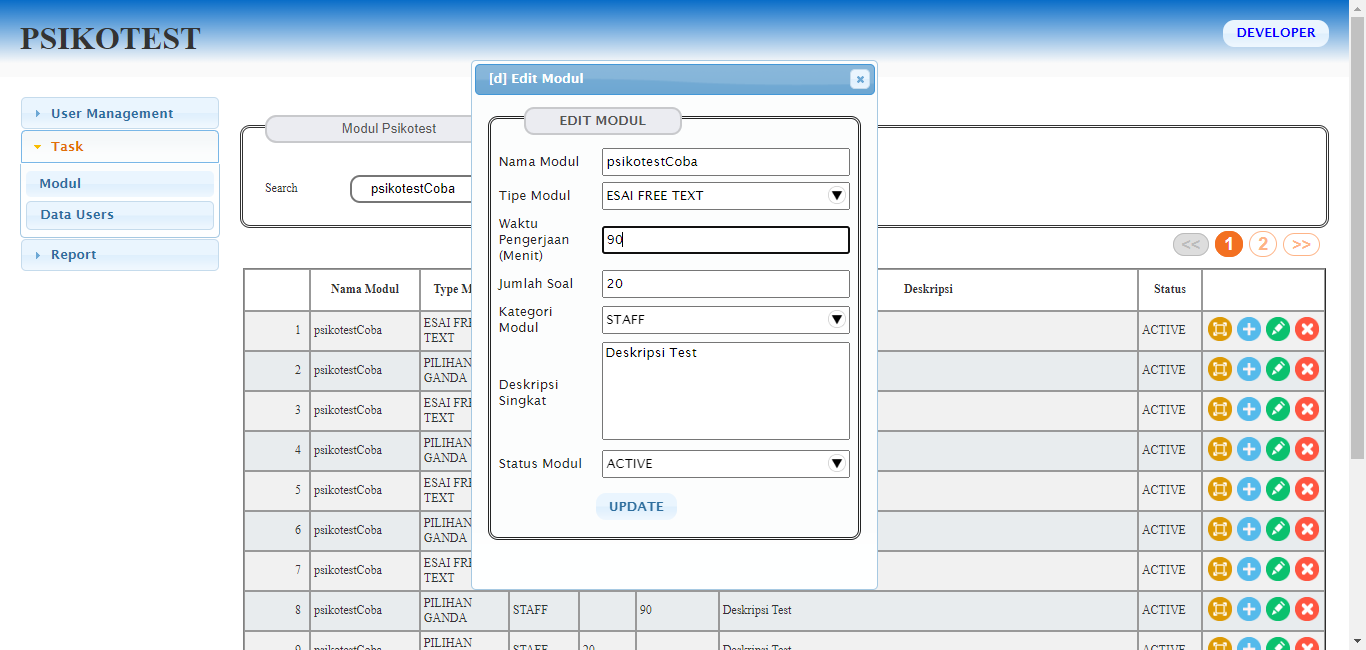 PSIKOTEST
DEVELOPER
[d] Edit Modul
User Management
Task
Modul
Data Users
Report
Modul Psikotest
Search
psikotestCoba
EDIT MODUL
Nama Modul
psikotestCoba
Tipe Modul
ESAI FREE TEXT
Waktu
Pengerjaan
(Menit)
90
Jumlah Soal
20
Kategori
Modul
STAFF
Deskripsi
Singkat
Deskripsi Test
Status Modul
ACTIVE
UPDATE
<< 1 2 >>
Nama Modul Type M Deskripsi Status
1 psikotestCoba ESAI FRE
TEXT
ACTIVE
2 psikotestCoba PILIHAN
GANDA
ACTIVE
3 psikotestCoba ESAI FRE
TEXT
ACTIVE
4 psikotestCoba PILIHAN
GANDA
ACTIVE
5 psikotestCoba ESAI FRE
TEXT
ACTIVE
6 psikotestCoba PILIHAN
GANDA
ACTIVE
7 psikotestCoba ESAI FRE
TEXT
ACTIVE
8 psikotestCoba PILIHAN
GANDA
STAFF 90 Deskripsi Test ACTIVE
9 psikotestCoba PILIHAN
STAFF 20 Deskripsi Test ACTIVE